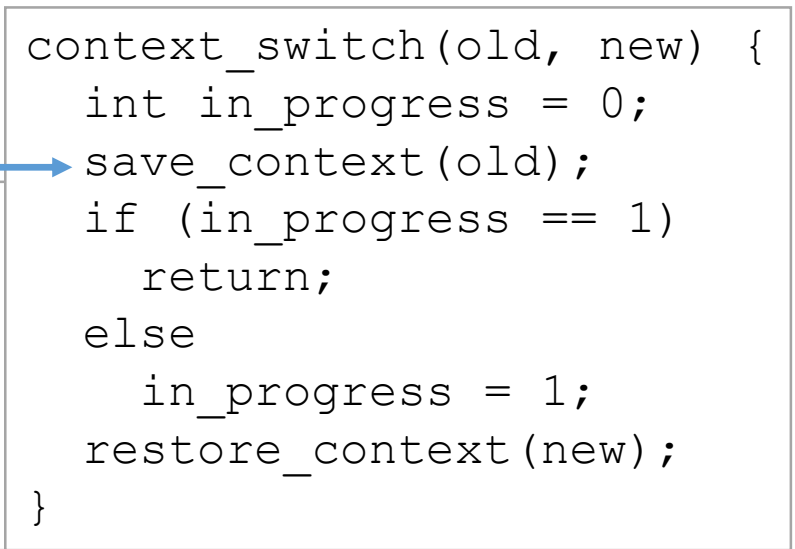 context_switch(old, new) {
  int in_progress = 0;
  save_context(old);
  if (in_progress == 1)
    return;
  else
    in_progress = 1;
  restore_context(new);
}